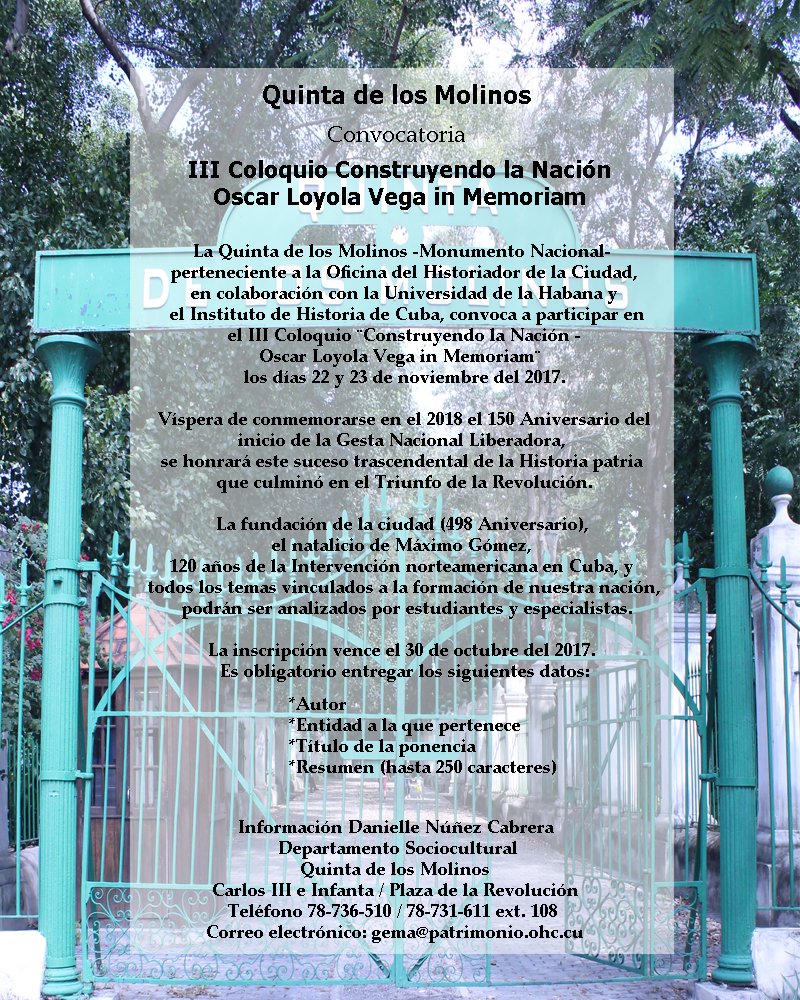 Quinta de los Molinos
Convocatoria
III Coloquio Construyendo la Nación
Oscar Loyola Vega in Memoriam
QUINTA
DE LOS MOLINOS
La Quinta de los Molinos -Monumento Nacional-
perteneciente a la Oficina del Historiador de la Ciudad,
en colaboración con la Universidad de la Habana y
el Instituto de Historia de Cuba, convoca a participar en
el III Coloquio ¨Construyendo la Nación -
Oscar Loyola Vega in Memoriam¨
los días 22 y 23 de noviembre del 2017.
Víspera de conmemorarse en el 2018 el 150 Aniversario del
inicio de la Gesta Nacional Liberadora,
se honrará este suceso trascendental de la Historia patria
que culminó en el Triunfo de la Revolución.
La fundación de la ciudad (498 Aniversario),
el natalicio de Máximo Gómez,
120 años de la Intervención norteamericana en Cuba, y
todos los temas vinculados a la formación de nuestra nación,
podrán ser analizados por estudiantes y especialistas.
La inscripción vence el 30 de octubre del 2017.
Es obligatorio entregar los siguientes datos:
*Autor
*Entidad a la que pertenece
*Título de la ponencia
*Resumen (hasta 250 caracteres)
Información Danielle Núñez Cabrera
Departamento Sociocultural
Quinta de los Molinos
Carlos III e Infanta / Plaza de la Revolución
Teléfono 78-736-510 / 78-731-611 ext. 108
Correo electrónico: gema@patrimonio.ohc.cu